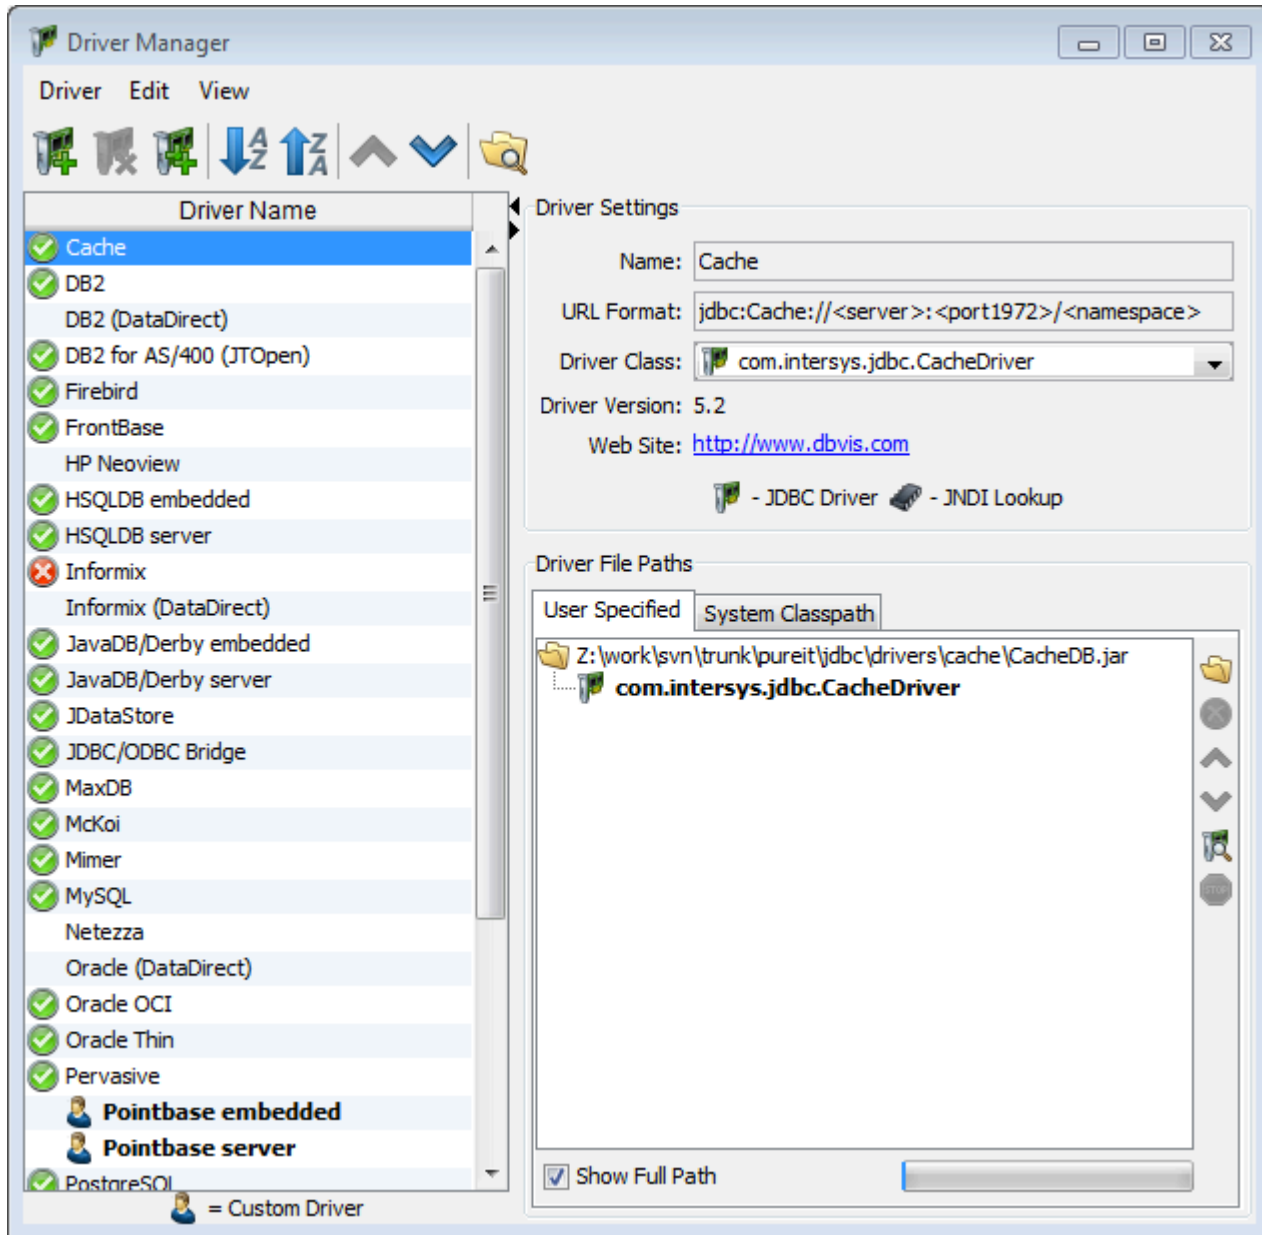 Driver Manager
Driver Edit View
Driver Name
Cache
DB2
DB2 (DataDirect)
DB2 for AS/400 (JTOpen)
Firebird
FrontBase
HP Neoview
HSQLDB embedded
HSQLDB server
Informix
Informix (DataDirect)
JavaDB/Derby embedded
JavaDB/Derby server
JDataStore
JDBC/ODBC Bridge
MaxDB
McKoi
Mimer
MySQL
Netezza
Oracle (DataDirect)
Oracle OCI
Oracle Thin
Pervasive
Pointbase embedded
Pointbase server
PostgreSQL
= Custom Driver
Driver Settings
Name: Cache
URL Format: jdbc:Cache://<server>:<port1972>/<namespace>
Driver Class: com.intersys.jdbc.CacheDriver
Driver Version: 5.2
Web Site: http://www.dbvis.com
- JDBC Driver - JNDI Lookup
Driver File Paths
User Specified System Classpath
Z:\work\svn\trunk\pureit\jdbc\drivers\cache\CacheDB.jar
com.intersys.jdbc.CacheDriver
STOP
Show Full Path